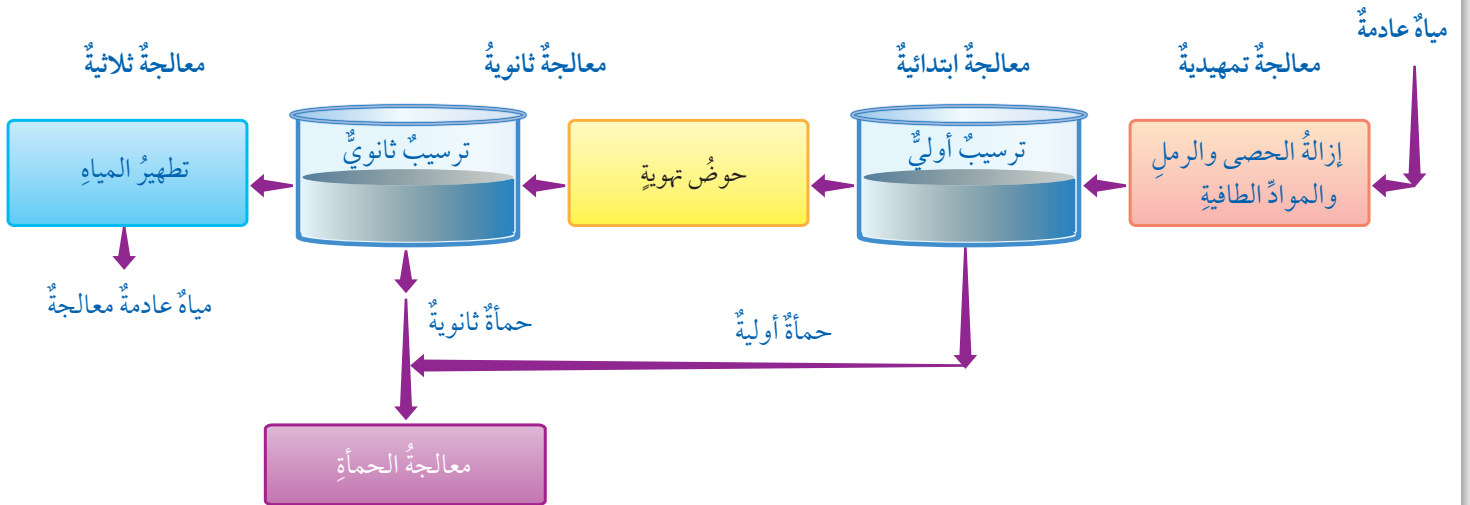 مياهٌ عادمةٌ
معالجةٌ تمهيديةٌ
معالجةٌ ابتدائيةٌ
معالجةٌ ثانويةُ
معالجةٌ ثلاثيةٌ
إزالةُ الحصى والرملِ
والموادِّ الطافيةِ
ترسيبٌ أوليٌّ
حوضُ تهويةٍ
ترسيبٌ ثانويٌّ
تطهيرُ المياهِ
مياهٌ عادمةٌ معالجةٌ
حمأةٌ أوليةٌ
حمأةٌ ثانويةٌ
معالجةُ الحمأةِ